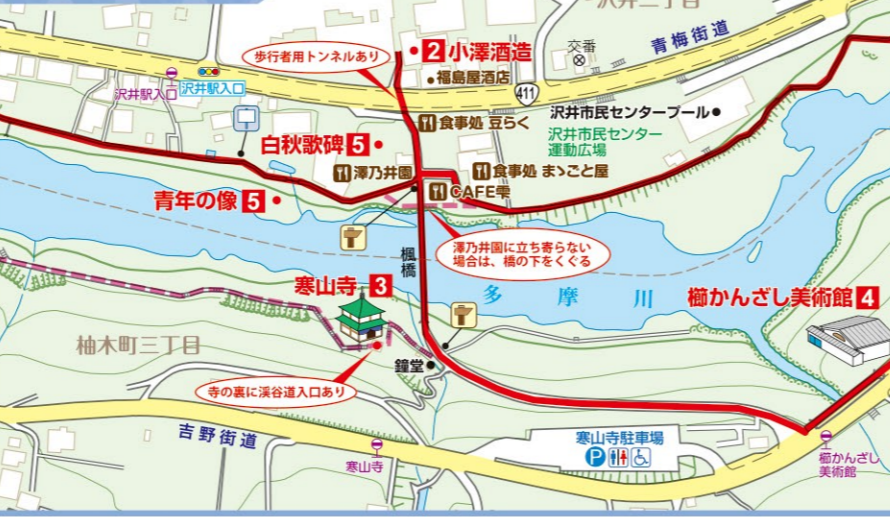 沢井二丁目
歩行者用トンネルあり
2 小澤酒造
福島屋酒店
交番
青梅街道
411
沢井駅入口
沢井駅入口
食事処 豆らく
沢井市民センタープール
沢井市民センター
運動広場
白秋歌碑 5
澤乃井園
食事処 まゝごと屋
CAFE雫
青年の像 5
澤乃井園に立ち寄らない
場合は、橋の下をくぐる
楓橋
寒山寺 3
多摩川
櫛かんざし美術館 4
柚木町三丁目
鐘堂
寺の裏に渓谷道入口あり
吉野街道
寒山寺
寒山寺駐車場
P
櫛かんざし
美術館